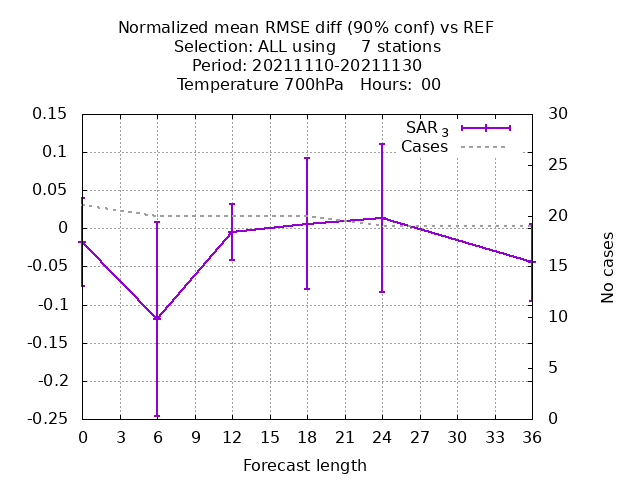 Normalized mean RMSE diff (90% conf) vs REF
Selection: ALL using 7 stations
Period: 20211110-20211130
Temperature 700hPa Hours: 00
0.15
0.1
0.05
0
-0.05
-0.1
-0.15
-0.2
-0.25
30
25
20
15
10
5
0
SAR 3
Cases
No cases
0 3 6 9 12 15 18 21 24 27 30 33 36
Forecast length